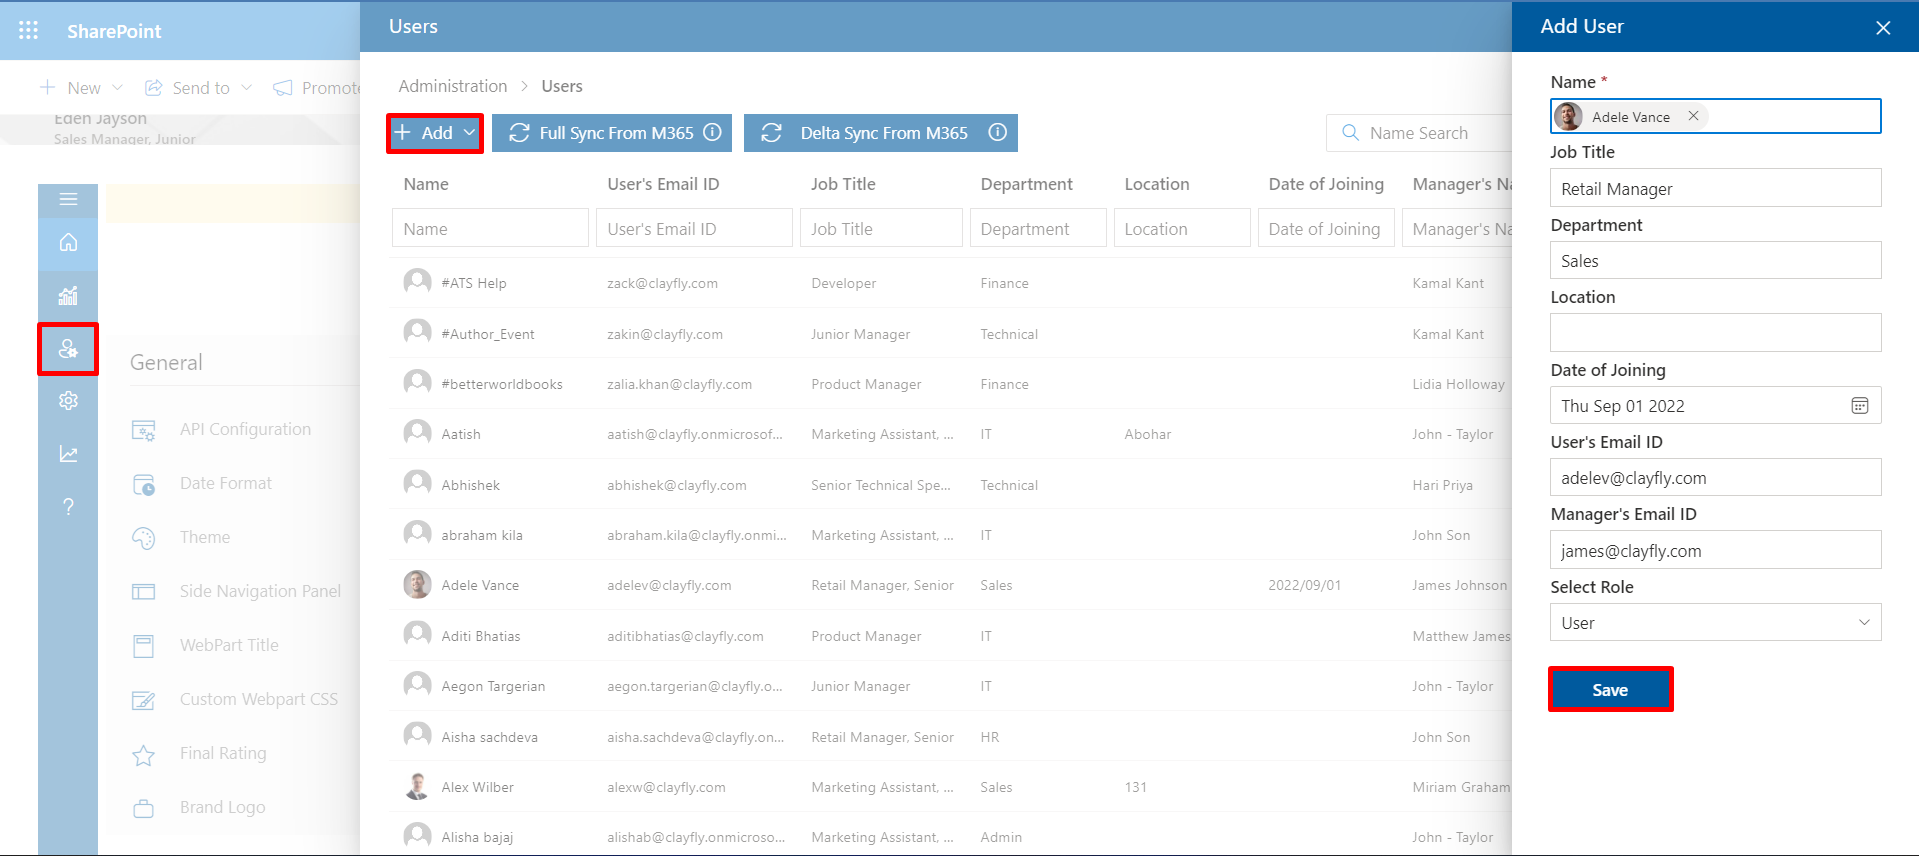 SharePoint
New
Send to
Promote
Eden Jayson
Sales Manager, Junior
General
API Configuration
Date Format
Theme
Side Navigation Panel
WebPart Title
Custom Webpart CSS
Final Rating
Brand Logo
Users
Administration > Users
+ Add
Full Sync From M365
Delta Sync From M365
Name Search
Name User's Email ID Job Title Department Location Date of Joining Manager's Na
Name User's Email ID Job Title Department Location Date of Joining Manager's Na
#ATS Help zack@clayfly.com Developer Finance Kamal Kant
#Author_Event zakin@clayfly.com Junior Manager Technical Kamal Kant
#betterworldbooks zalia.khan@clayfly.com Product Manager Finance Lidia Holloway
Aatish aatish@clayfly.onmicrosof... Marketing Assistant, ... IT Abohar John - Taylor
Abhishek abhishek@clayfly.com Senior Technical Spe... Technical Hari Priya
abraham kila abraham.kila@clayfly.onmi... Marketing Assistant, ... IT John Son
Adele Vance adelev@clayfly.com Retail Manager, Senior Sales 2022/09/01 James Johnson
Aditi Bhatias aditibhatias@clayfly.com Product Manager IT Matthew James
Aegon Targerian aegon.targerian@clayfly.o... Junior Manager IT John - Taylor
Aisha sachdeva aisha.sachdeva@clayfly.on... Retail Manager, Senior HR John Son
Alex Wilber alexw@clayfly.com Marketing Assistant, ... Sales 131 Miriam Graham
Alisha bajaj alishab@clayfly.onmicroso... Marketing Assistant, ... Admin John - Taylor
Add User
Name *
Adele Vance
Job Title
Retail Manager
Department
Sales
Location
Date of Joining
Thu Sep 01 2022
User's Email ID
adelev@clayfly.com
Manager's Email ID
james@clayfly.com
Select Role
User
Save